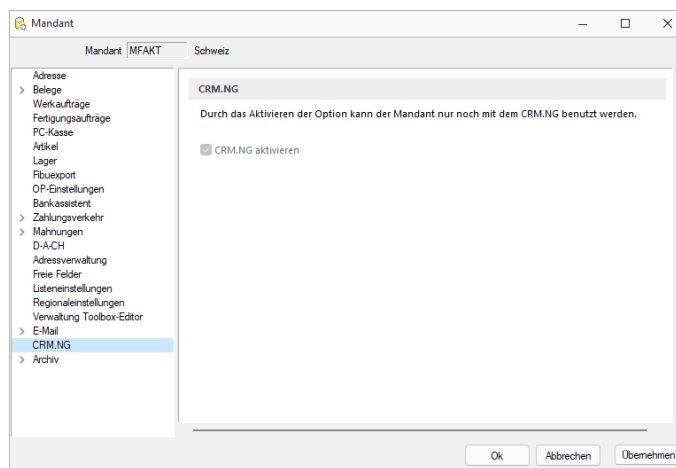 Mandant
Mandant MFAKT Schweiz
Adresse
Belege
Werkaufträge
Fertigungsaufträge
PC-Kasse
Artikel
Lager
Fibuexport
OP-Einstellungen
Bankassistent
Zahlungsverkehr
Mahnungen
D-A-CH
Adressverwaltung
Freie Felder
Listeneinstellungen
Regionaleinstellungen
Verwaltung Toolbox-Editor
E-Mail
CRM.NG
Archiv
CRM.NG
Durch das Aktivieren der Option kann der Mandant nur noch mit dem CRM.NG benutzt werden.
CRM.NG aktivieren
Ok Abbrechen Übernehmen